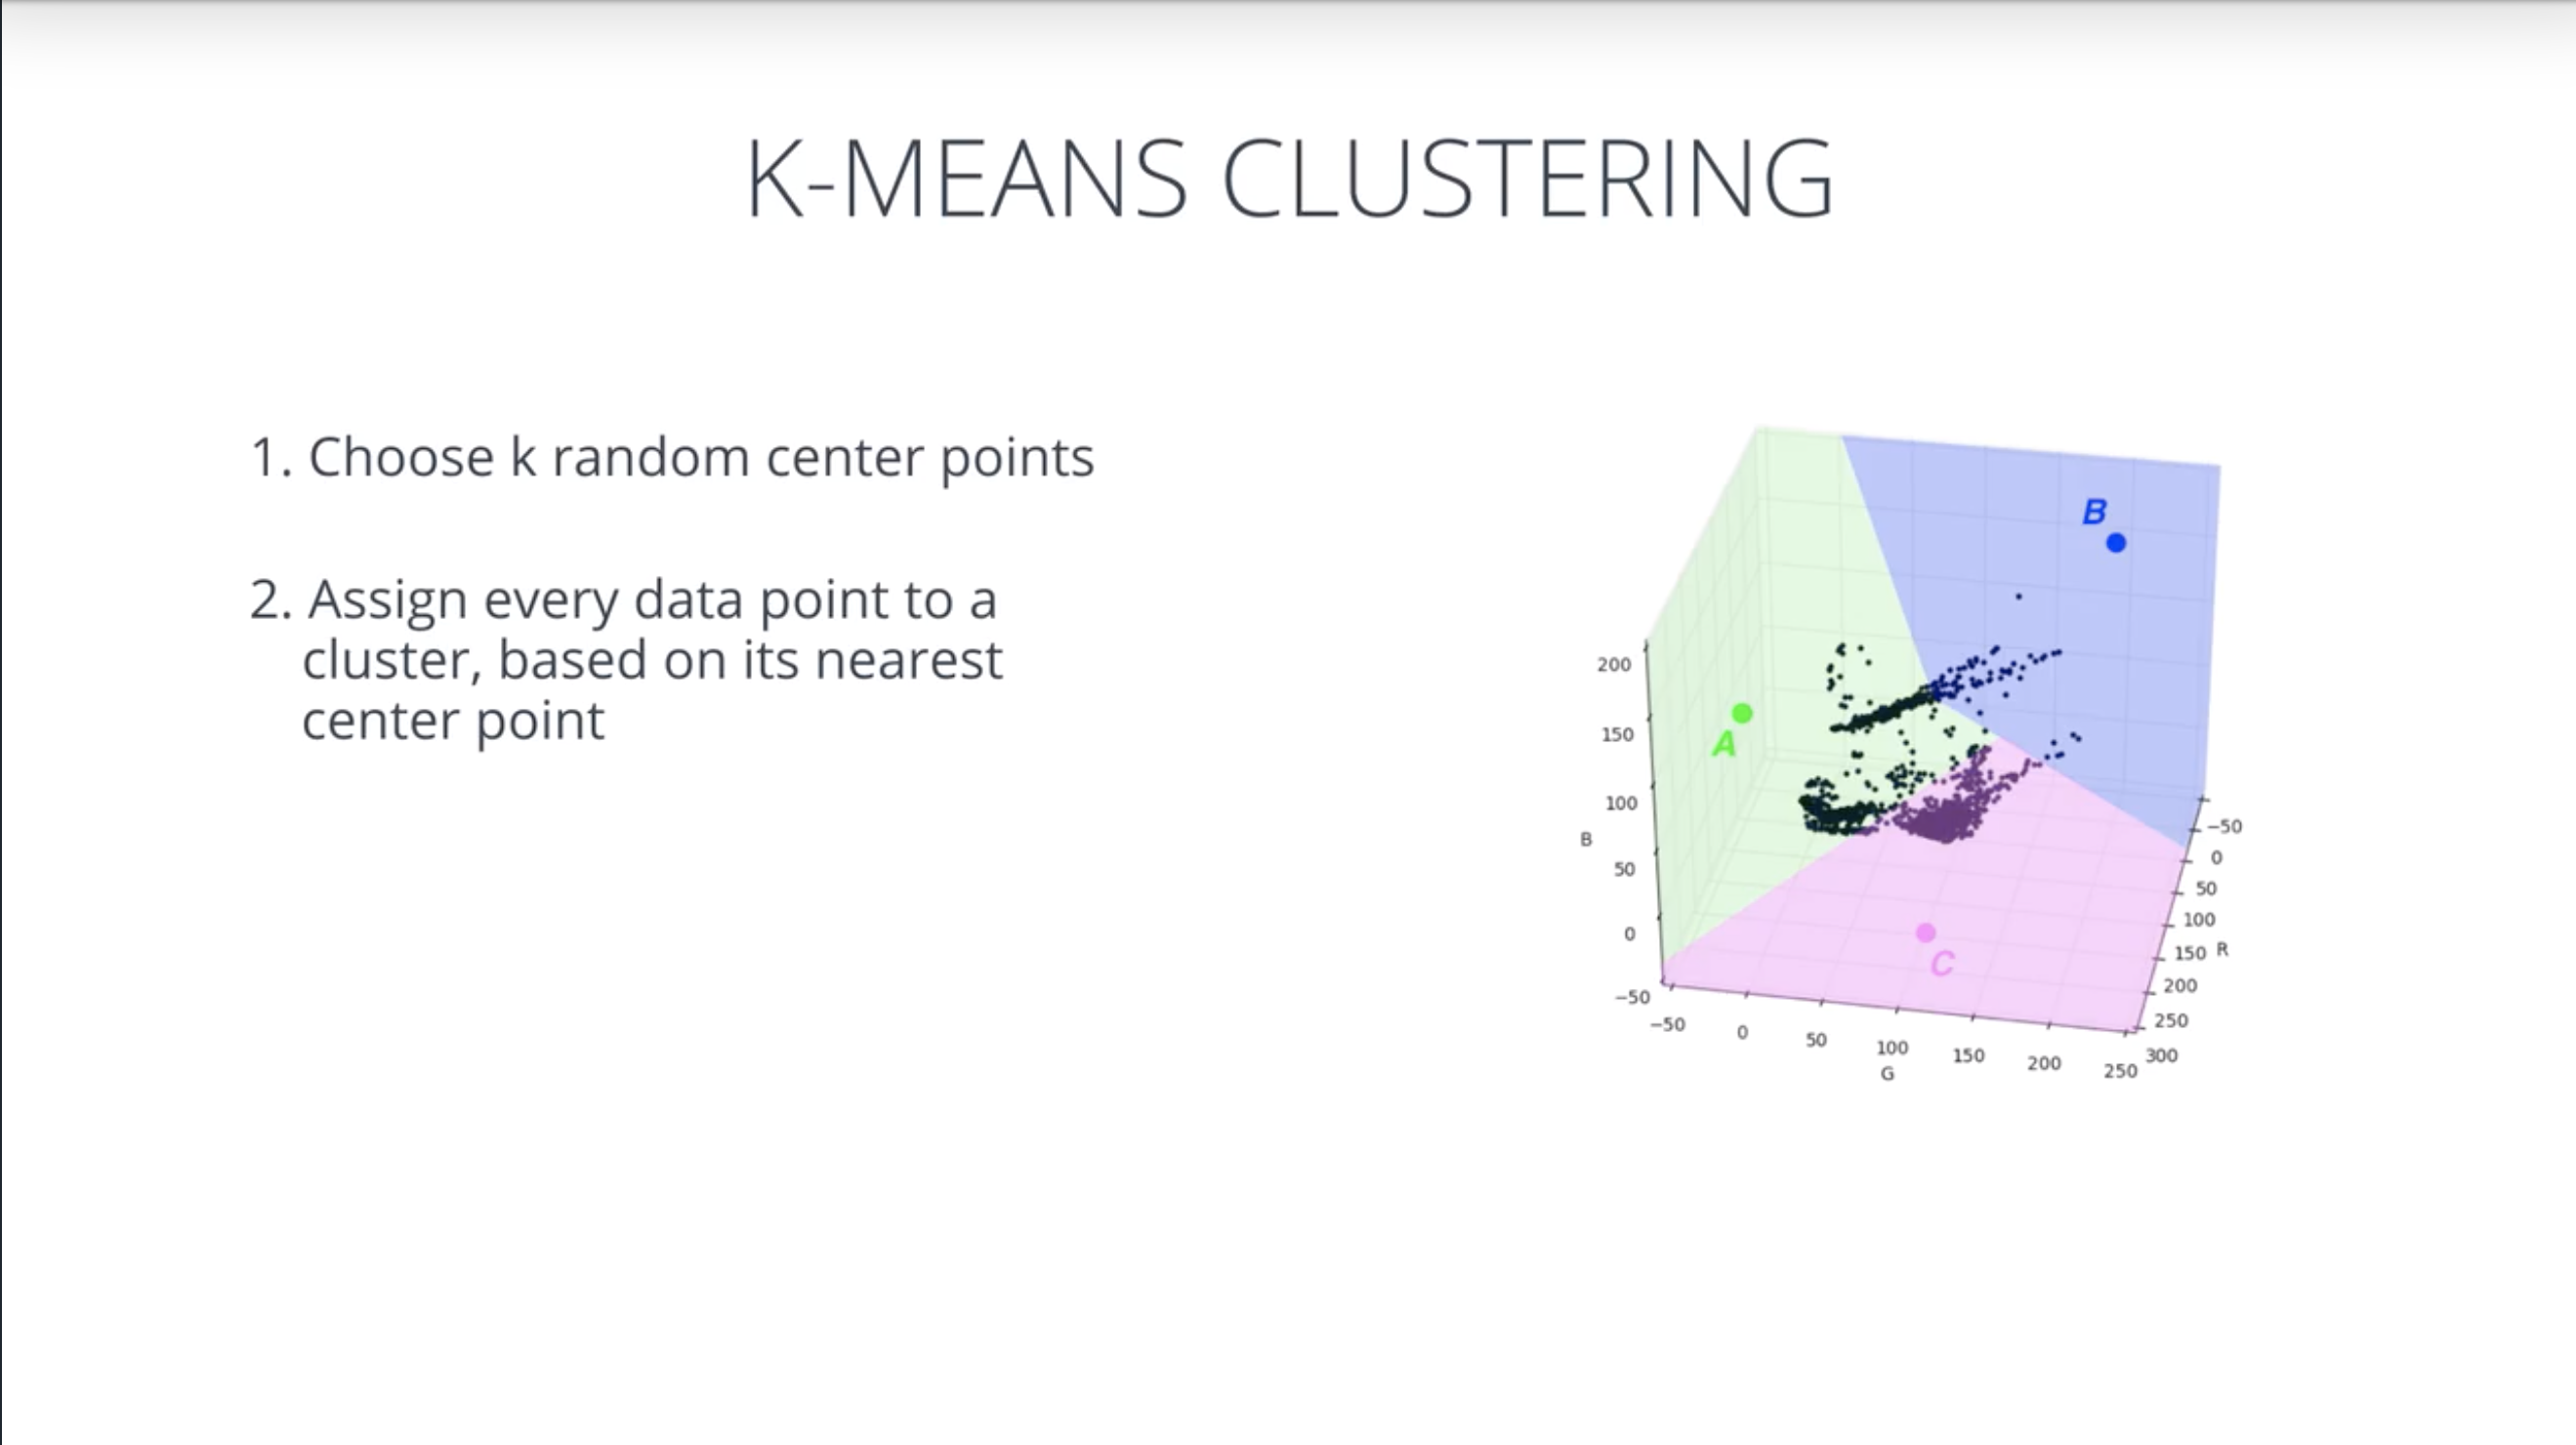 K-MEANS CLUSTERING
1. Choose k random center points
2. Assign every data point to a
cluster, based on its nearest
center point
B
A
C
200
150
100
B
50
0
−50
−50
0
50
100
150
200
250
G
−50
0
50
100
150 R
200
250
300